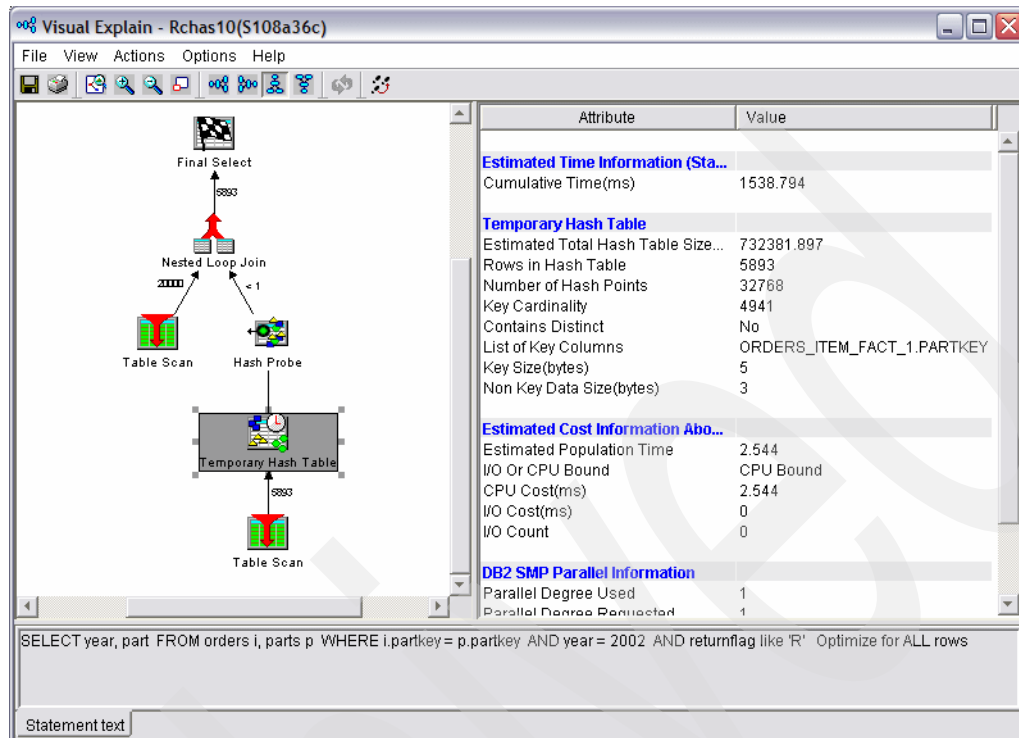 Visual Explain - Rchas10(S108a36c)
File View Actions Options Help
Final Select
5893
Nested Loop Join
20000
< 1
Table Scan
Hash Probe
Temporary Hash Table
5893
Table Scan
Attribute Value
Estimated Time Information (Sta...
Cumulative Time(ms) 1538.794
Temporary Hash Table
Estimated Total Hash Table Size... 732381.897
Rows in Hash Table 5893
Number of Hash Points 32768
Key Cardinality 4941
Contains Distinct No
List of Key Columns ORDERS_ITEM_FACT_1.PARTKEY
Key Size(bytes) 5
Non Key Data Size(bytes) 3
Estimated Cost Information Abo...
Estimated Population Time 2.544
I/O Or CPU Bound CPU Bound
CPU Cost(ms) 2.544
I/O Cost(ms) 0
I/O Count 0
DB2 SMP Parallel Information
Parallel Degree Used 1
Parallel Degree Requested 1
SELECT year, part FROM orders i, parts p WHERE i.partkey = p.partkey AND year = 2002 AND returnflag like 'R' Optimize for ALL rows
Statement text